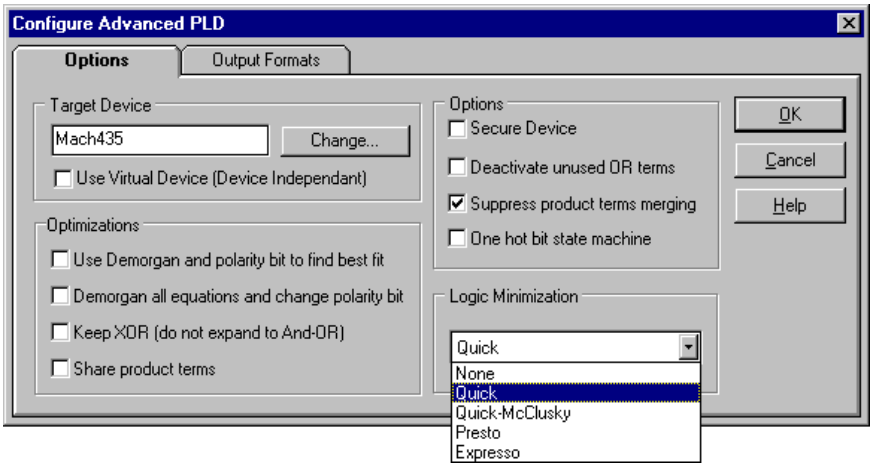 Configure Advanced PLD
Options
Output Formats
Target Device
Mach435
Change...
Use Virtual Device (Device Independant)
Optimizations
Use Demorgan and polarity bit to find best fit
Demorgan all equations and change polarity bit
Keep XOR (do not expand to And-OR)
Share product terms
Options
Secure Device
Deactivate unused OR terms
Suppress product terms merging
One hot bit state machine
Logic Minimization
Quick
None
Quick
Quick-McClusky
Presto
Expresso
OK
Cancel
Help